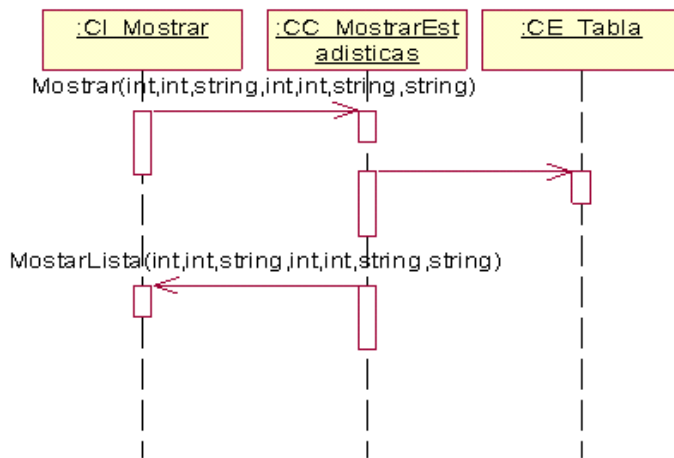 :CI_Mostrar
:CC_MostrarEst
adisticas
:CE_Tabla
Mostrar(int,int,string,int,int,string,string)
MostarLista(int,int,string,int,int,string,string)